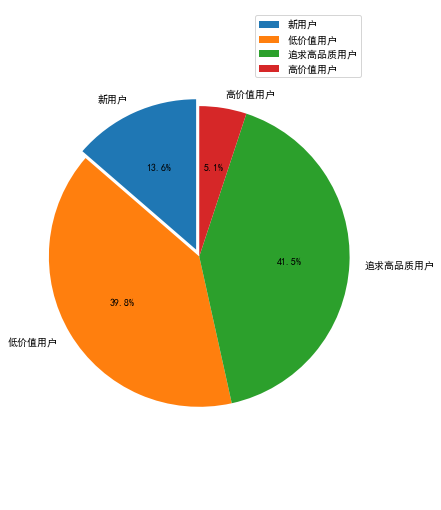 新用户
低价值用户
追求高品质用户
高价值用户
高价值用户
新用户
13.6%
5.1%
41.5%
追求高品质用户
39.8%
低价值用户